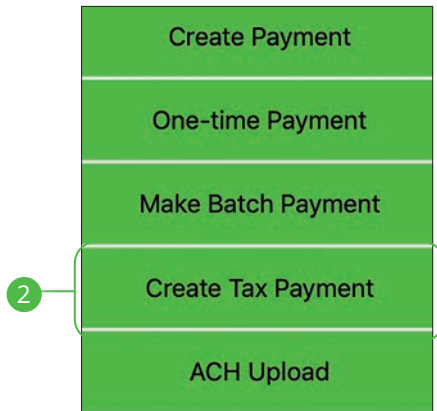 Create Payment
One-time Payment
Make Batch Payment
2
Create Tax Payment
ACH Upload